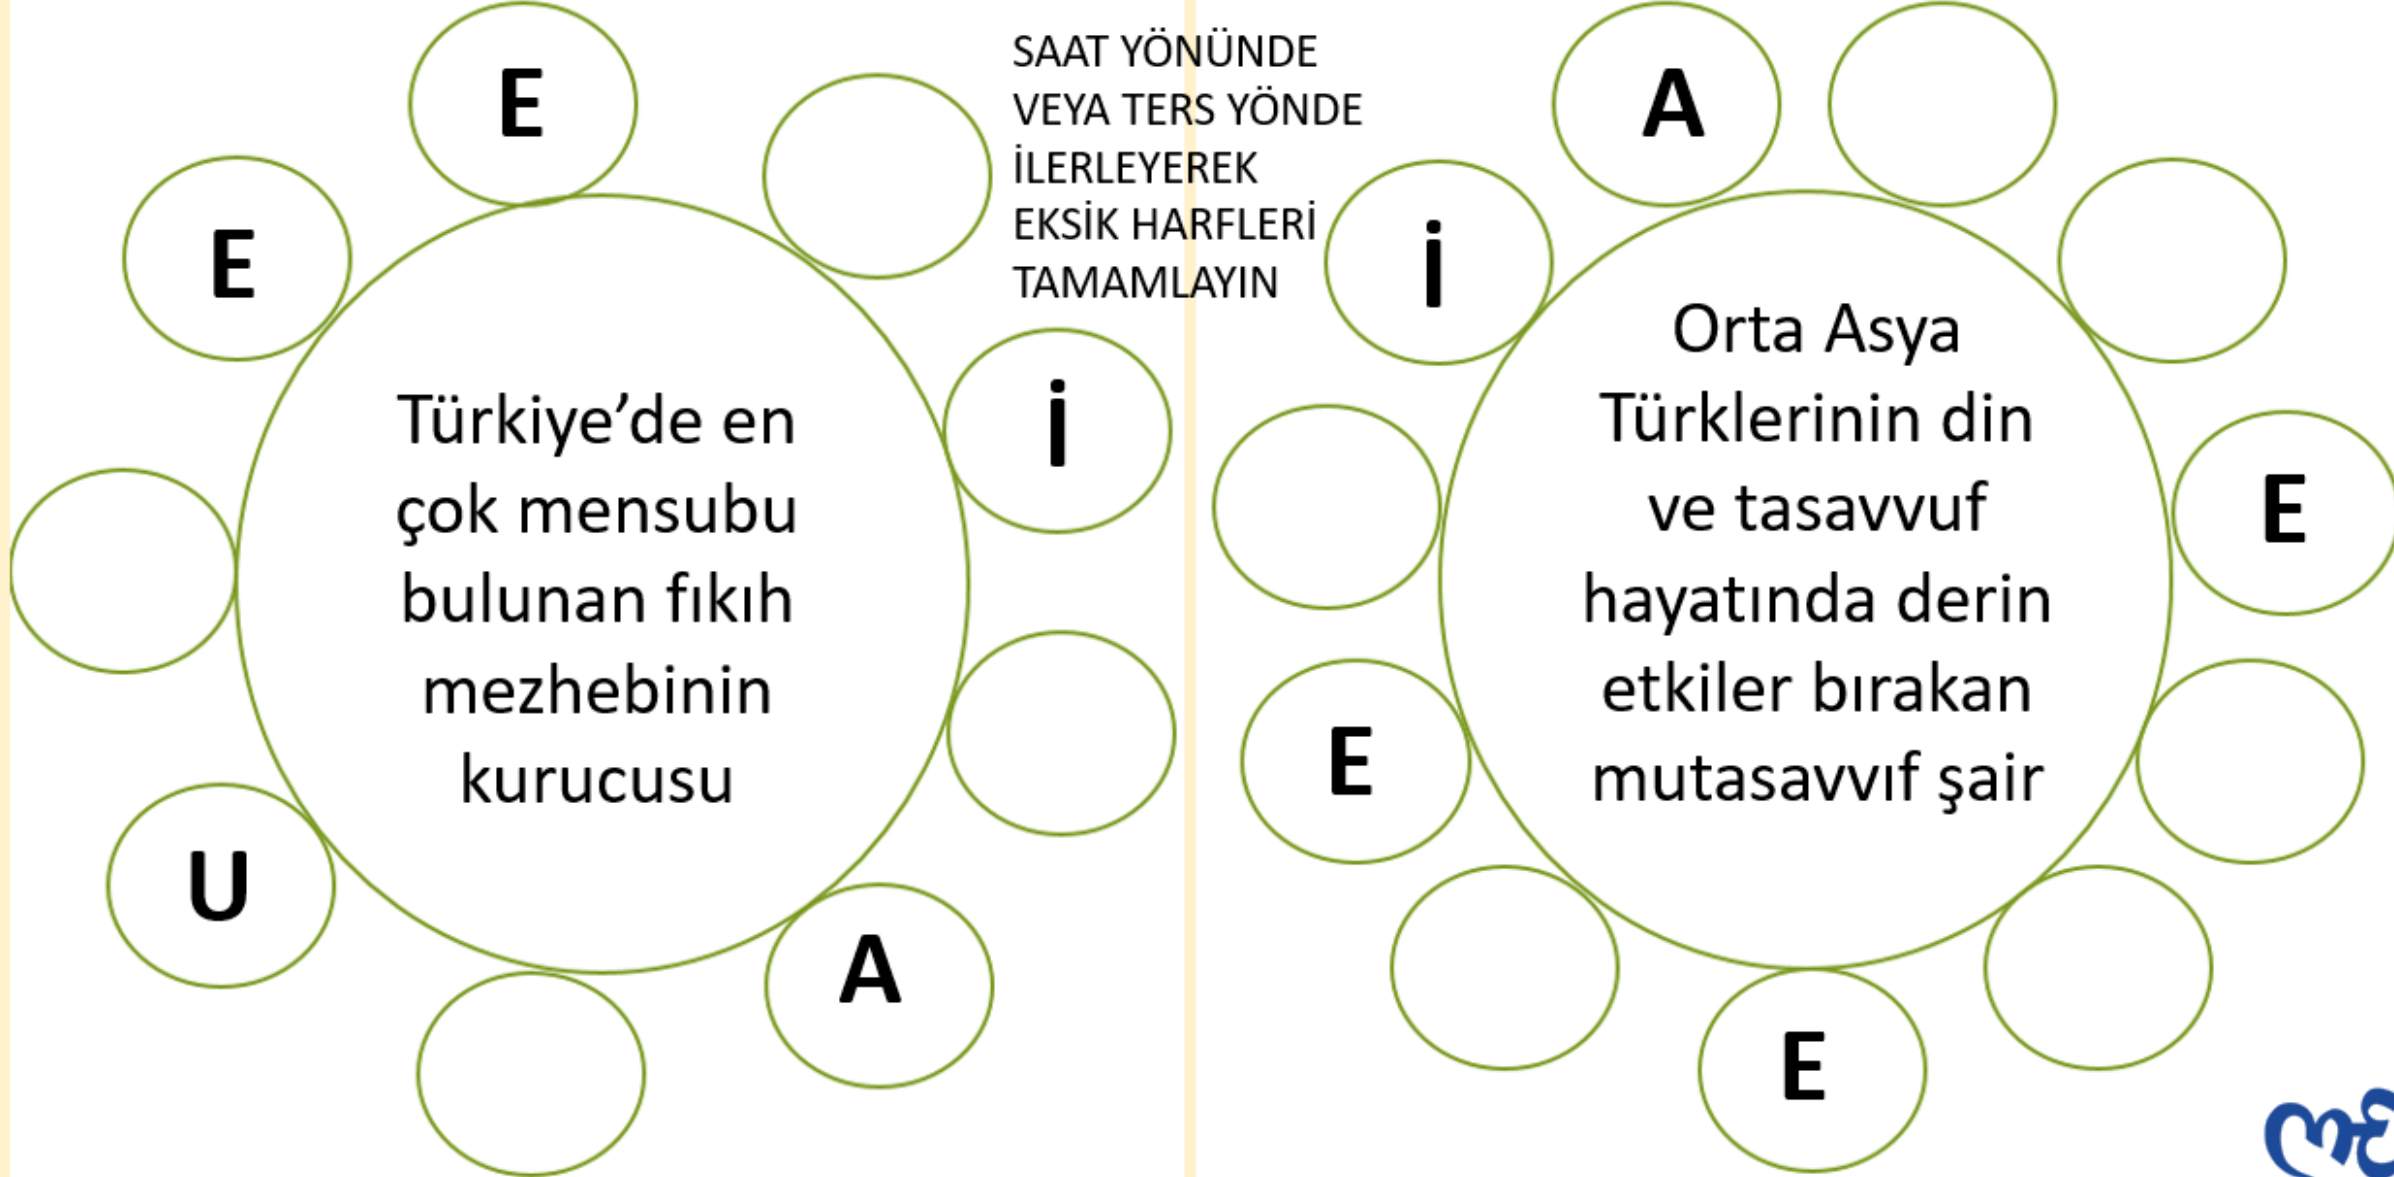 E
E
İ
U
A
Türkiye’de en
çok mensubu
bulunan fıkıh
mezhebinin
kurucusu
SAAT YÖNÜNDE
VEYA TERS YÖNDE
İLERLEYEREK
EKSİK HARFLERİ
TAMAMLAYIN
A
İ
E
E
E
Orta Asya
Türklerinin din
ve tasavvuf
hayatında derin
etkiler bırakan
mutasavvıf şair